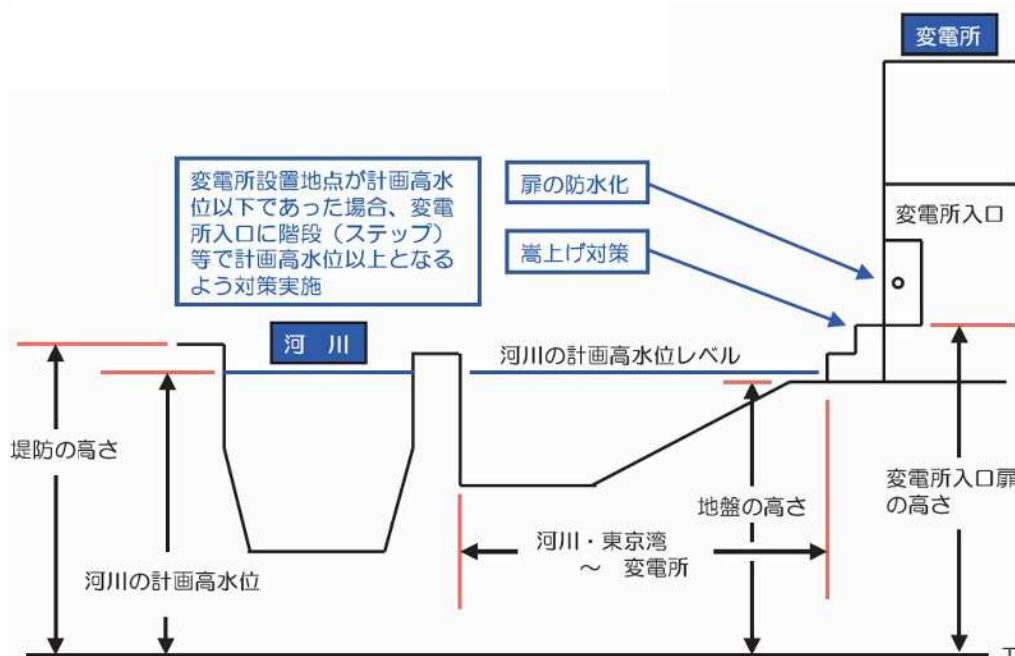 変電所
変電所設置地点が計画高水
位以下であった場合、変電
所入口に階段（ステップ）
等で計画高水位以上となる
よう対策実施
扉の防水化
嵩上げ対策
変電所入口
河 川
河川の計画高水位レベル
堤防の高さ
地盤の高さ
変電所入口扉
の高さ
河川・東京湾
～ 変電所
河川の計画高水位